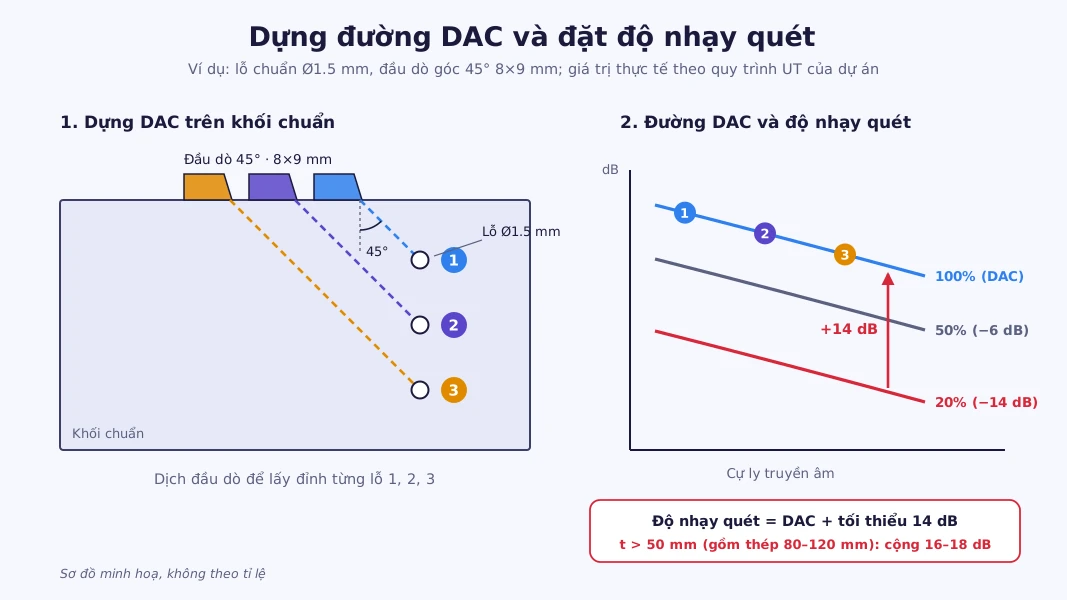 Dựng đường DAC và đặt độ nhạy quét
Ví dụ: lỗ chuẩn Ø1.5 mm, đầu dò góc 45° 8×9 mm; giá trị thực tế theo quy trình UT của dự án
1. Dựng DAC trên khối chuẩn
Đầu dò 45° · 8×9 mm
Lỗ Ø1.5 mm
45°
1
2
3
Khối chuẩn
Dịch đầu dò để lấy đỉnh từng lỗ 1, 2, 3
2. Đường DAC và độ nhạy quét
dB
1
2
3
100% (DAC)
+14 dB
50% (−6 dB)
20% (−14 dB)
Cự ly truyền âm
Độ nhạy quét = DAC + tối thiểu 14 dB
t > 50 mm (gồm thép 80–120 mm): cộng 16–18 dB
Sơ đồ minh hoạ, không theo tỉ lệ